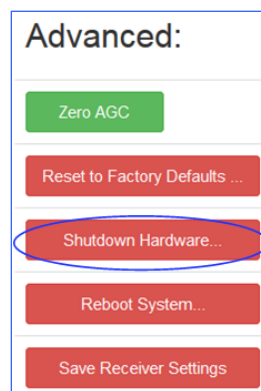 Advanced:
Zero AGC
Reset to Factory Defaults ...
Shutdown Hardware...
Reboot System...
Save Receiver Settings